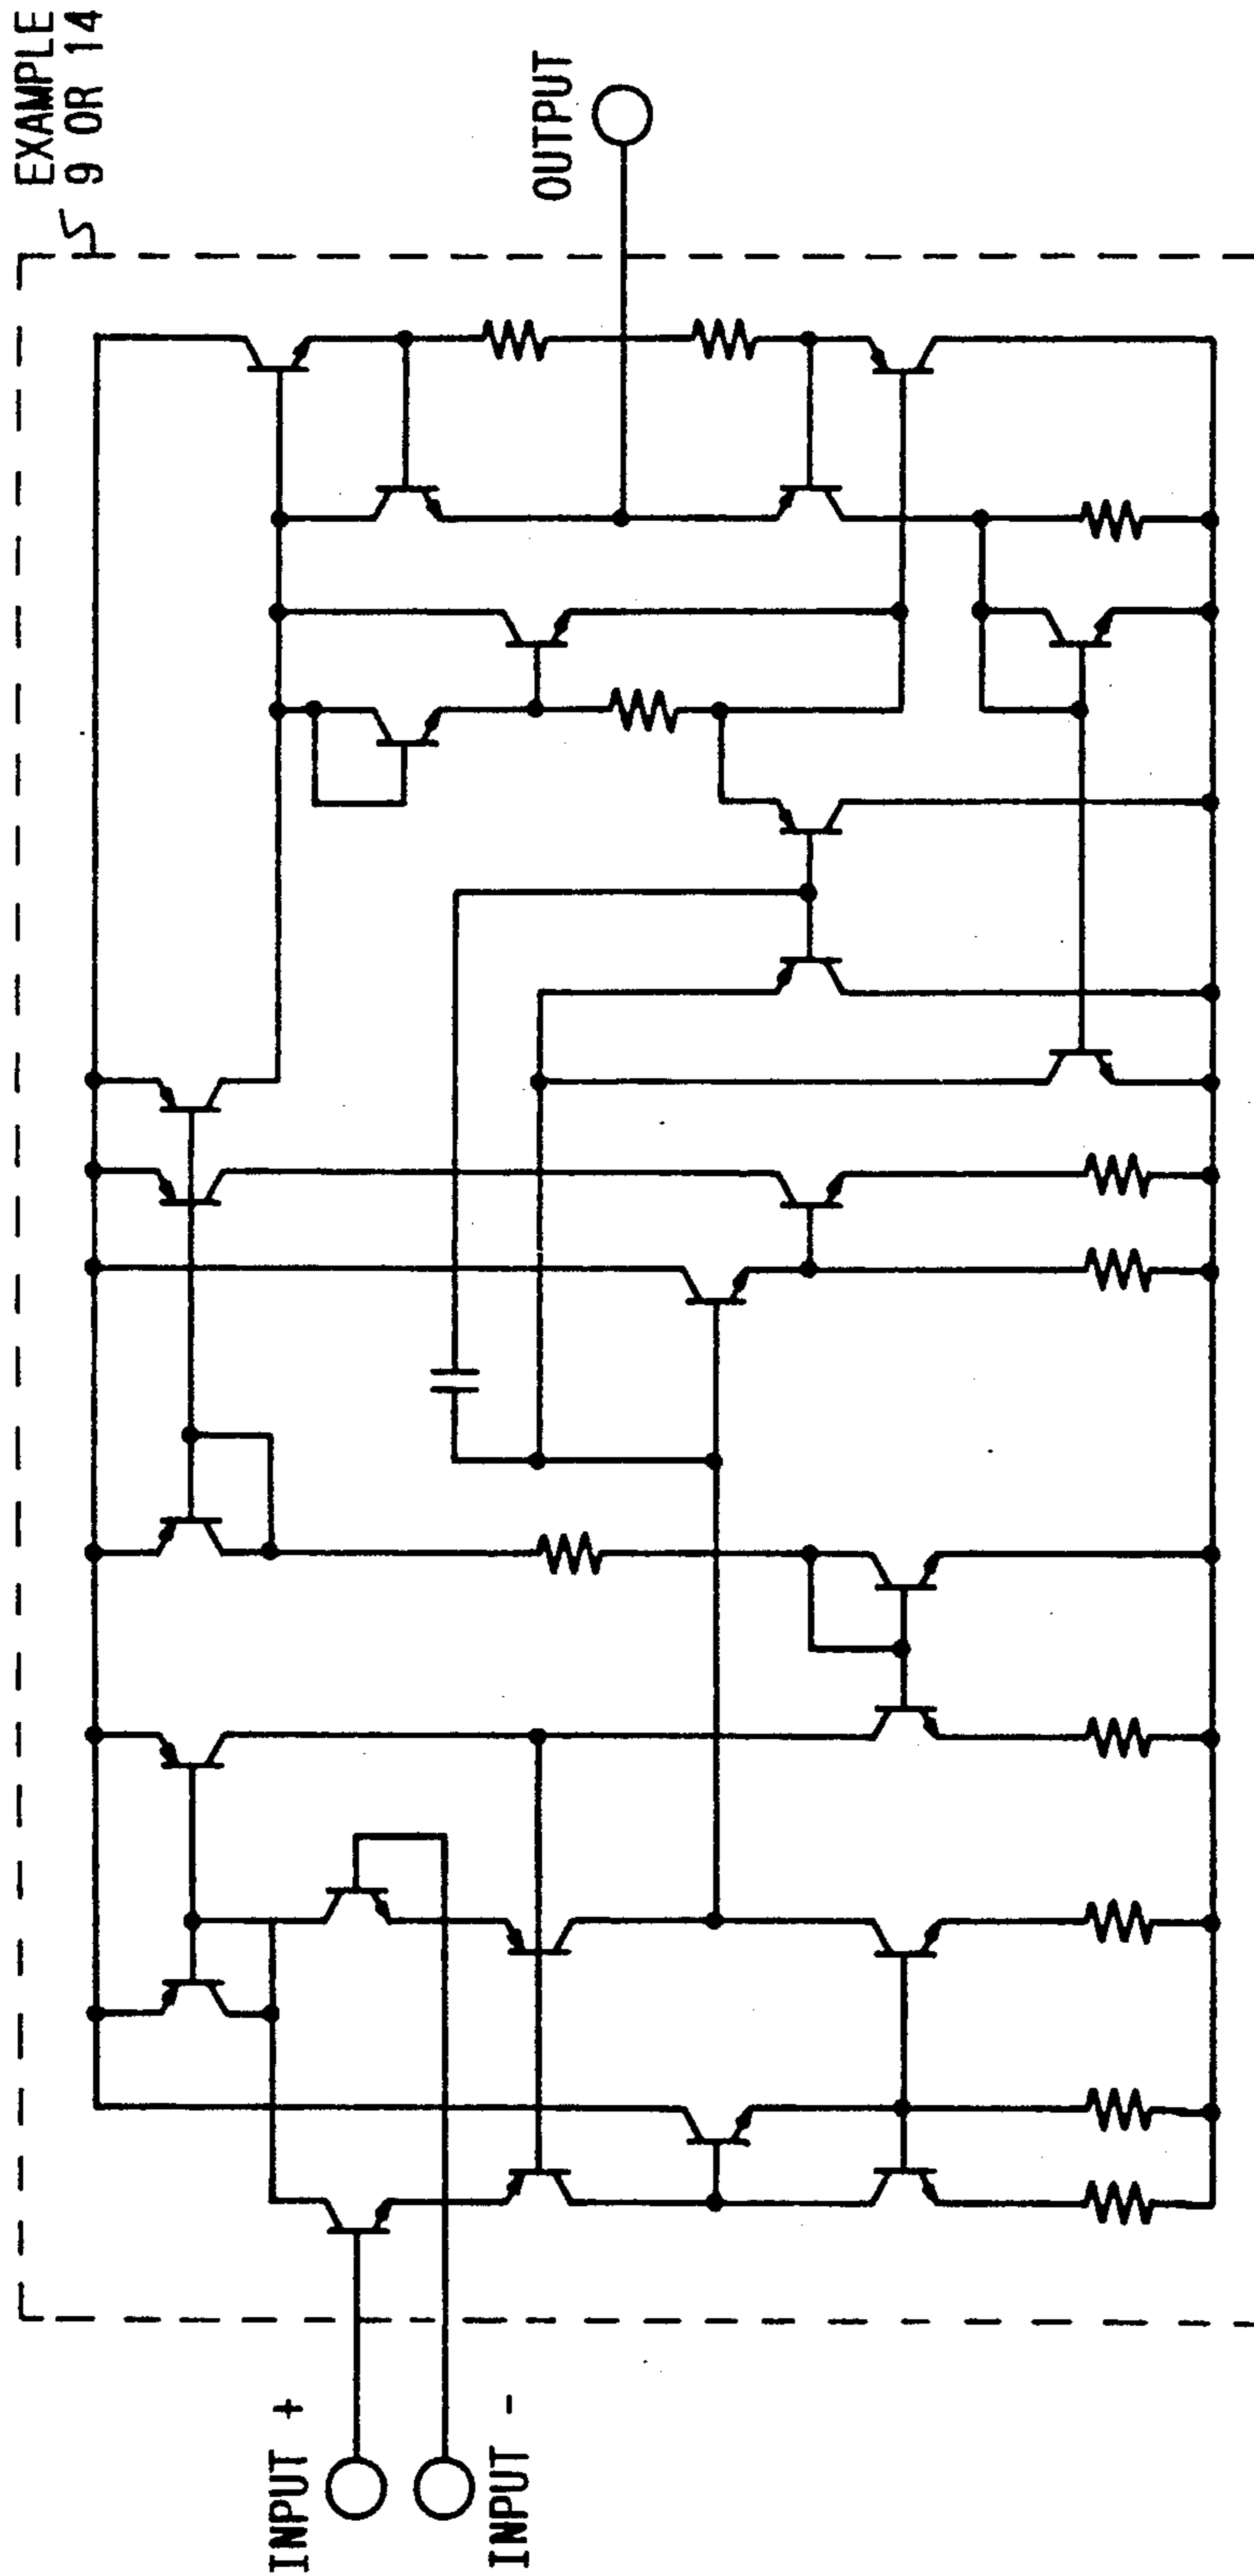 EXAMPLE
9 OR 14
OUTPUT
INPUT +
INPUT -